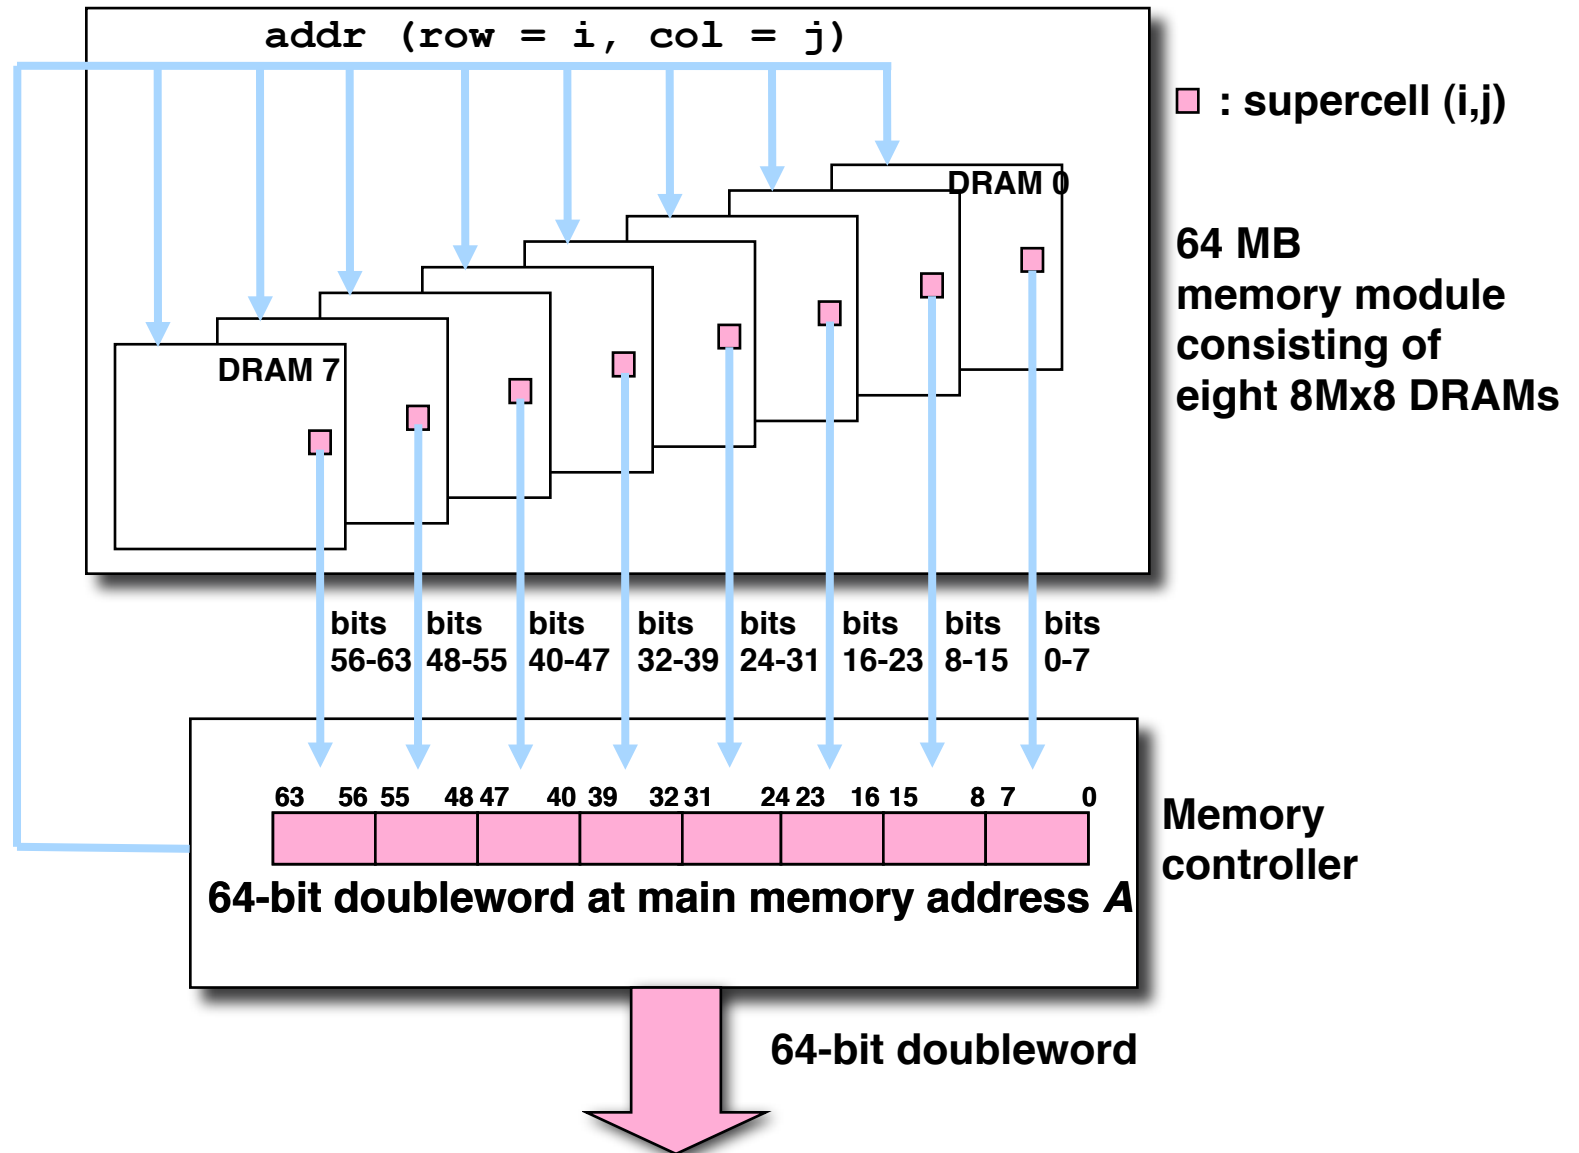 addr (row = i, col = j)
: supercell (i,j)
DRAM 0
64 MB
memory module
consisting of
eight 8Mx8 DRAMs
DRAM 7
bits
56-63
bits
48-55
bits
40-47
bits
32-39
bits
24-31
bits
16-23
bits
8-15
bits
0-7
63 56 55 48 47 40 39 32 31 24 23 16 15 8 7 0
64-bit doubleword at main memory address A
Memory
controller
64-bit doubleword